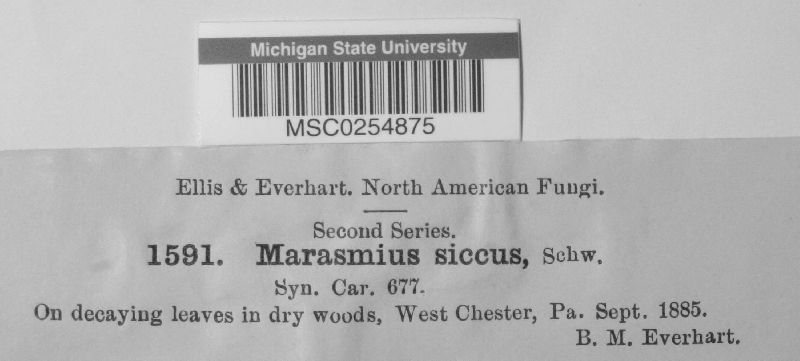 Michigan State University
MSC0254875
Ellis & Everhart. North American Fungi.
Second Series.
1591. Marasmius siccus, Schw.
Syn. Car. 677.
On decaying leaves in dry woods, West Chester, Pa. Sept. 1885.
B. M. Everhart.